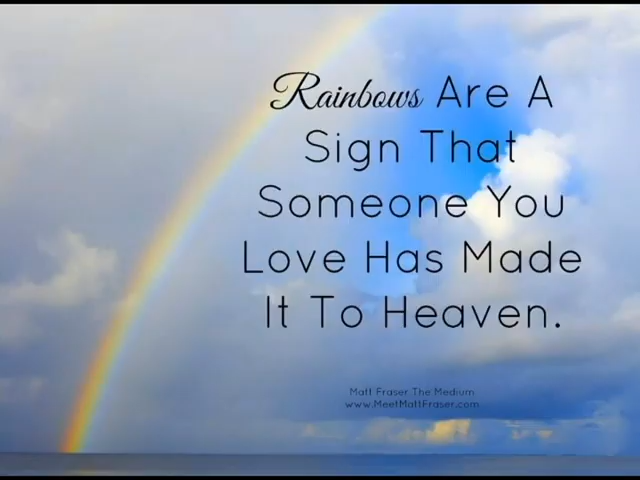 Rainbows Are A
Sign That
Someone You
Love Has Made
It To Heaven.
Matt Fraser The Medium
www.MeetMattFraser.com